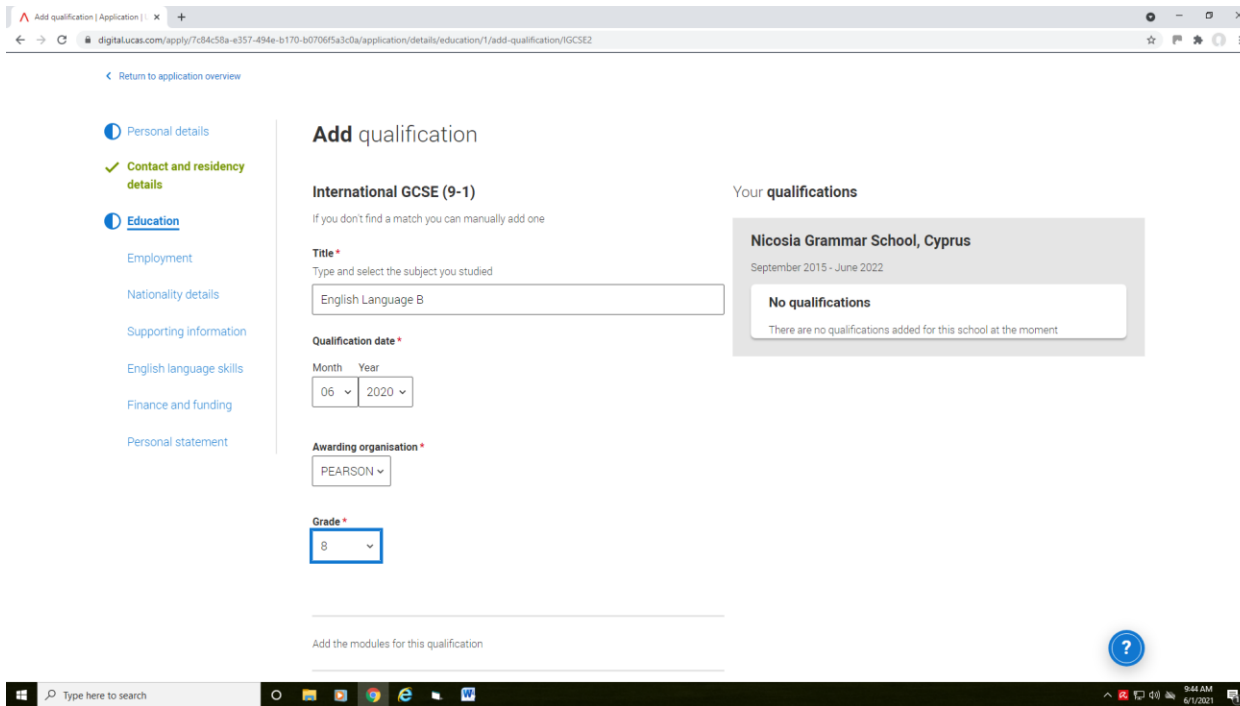 Add qualification | Application | U
digital.ucas.com/apply/7c84c58a-e357-494e-b170-b0706f5a3c0a/application/details/education/1/add-qualification/IGCSE2
Return to application overview
Personal details
Contact and residency
details
Education
Employment
Nationality details
Supporting information
English language skills
Finance and funding
Personal statement
Add qualification
International GCSE (9-1)
If you don't find a match you can manually add one
Title *
Type and select the subject you studied
English Language B
Qualification date *
Month Year
06 2020
Awarding organisation *
PEARSON
Grade *
8
Add the modules for this qualification
Your qualifications
Nicosia Grammar School, Cyprus
September 2015 - June 2022
No qualifications
There are no qualifications added for this school at the moment
?
Type here to search
9:44 AM
6/1/2021